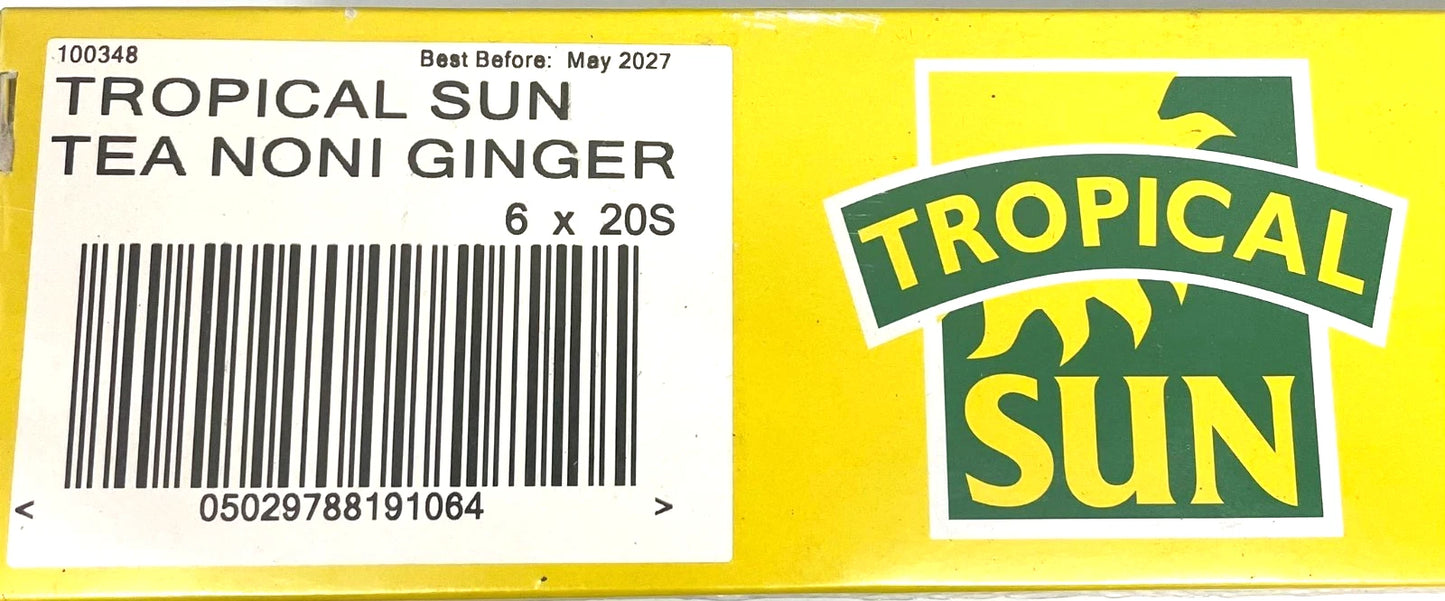 100348 Best Before: May 2027
TROPICAL SUN
TEA NONI GINGER
6 x 20S
< 05029788191064 >
TROPICAL
SUN